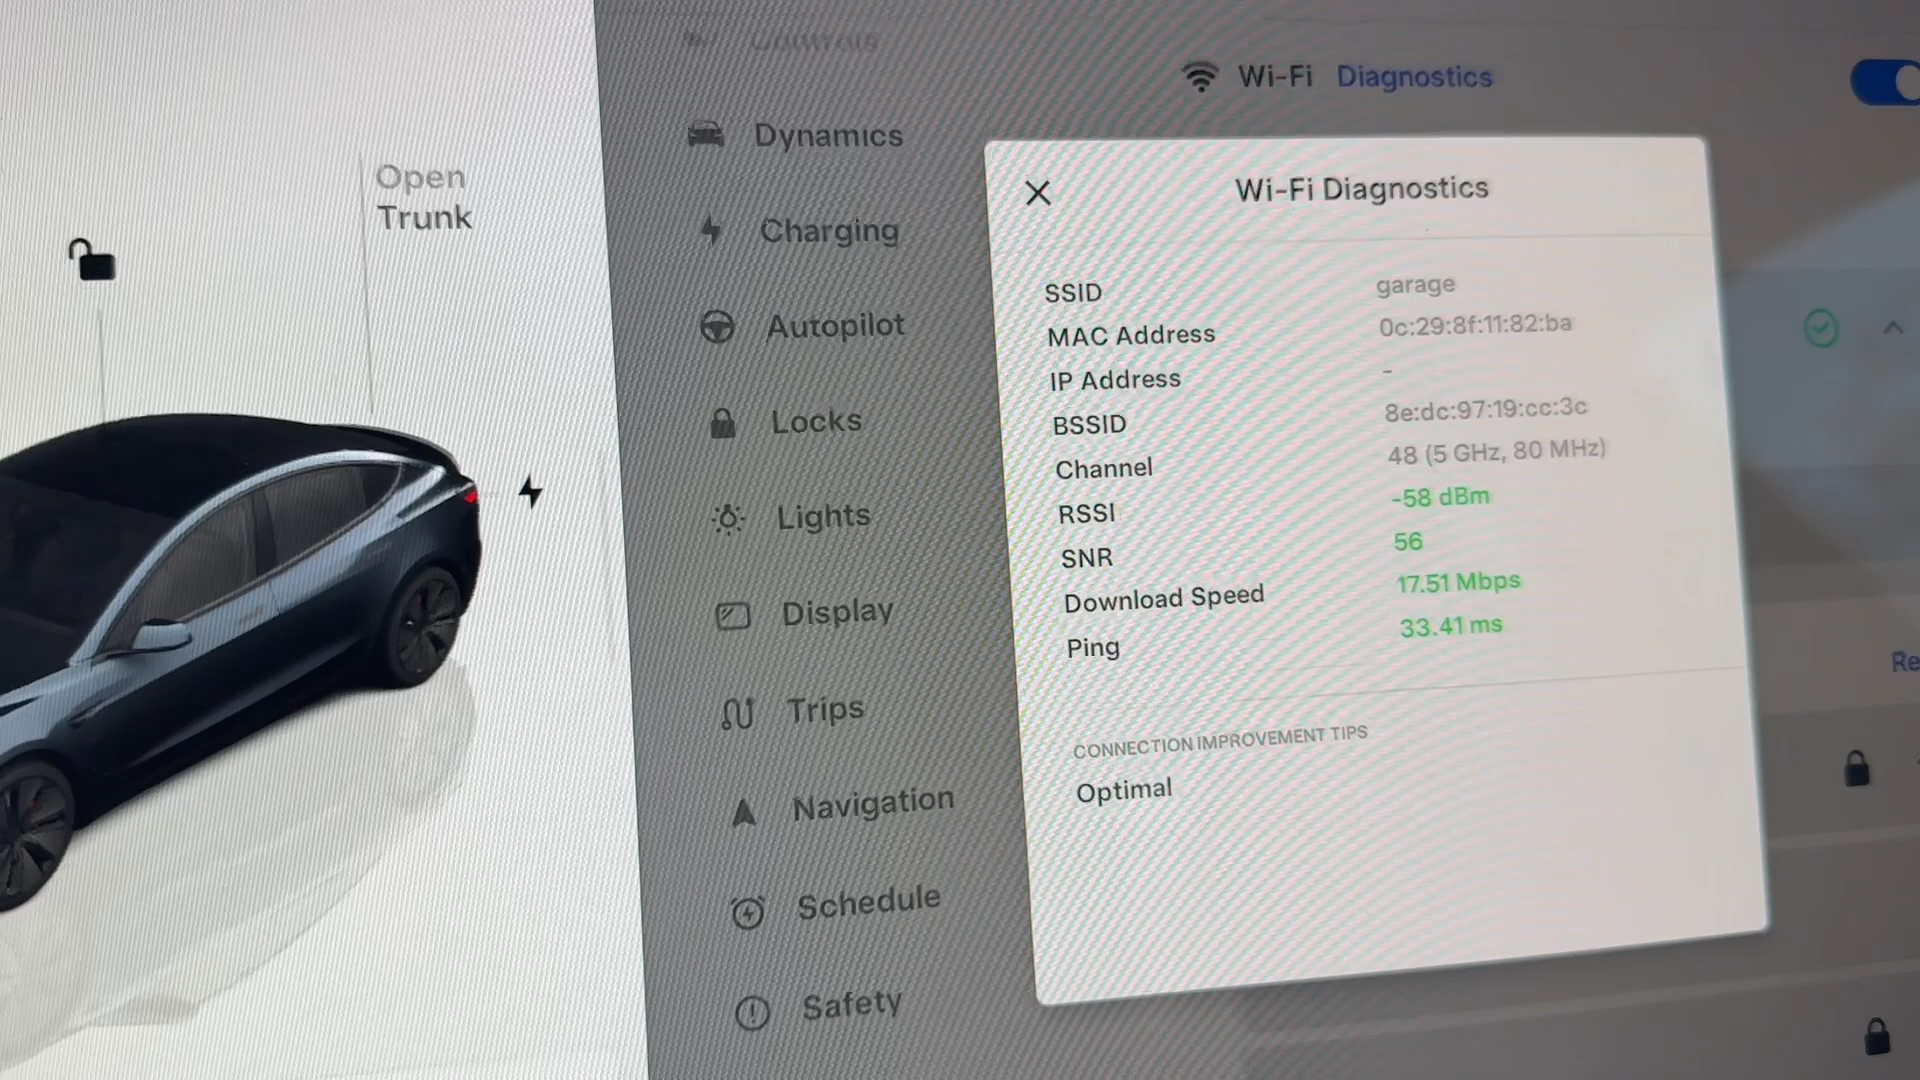 Open
Trunk
Controls
Dynamics
Charging
Autopilot
Locks
Lights
Display
Trips
Navigation
Schedule
Safety
Wi-Fi Diagnostics
Wi-Fi Diagnostics
SSID garage
MAC Address 0c:29:8f:11:82:ba
IP Address -
BSSID 8e:dc:97:19:cc:3c
Channel 48 (5 GHz, 80 MHz)
RSSI -58 dBm
SNR 56
Download Speed 17.51 Mbps
Ping 33.41 ms
CONNECTION IMPROVEMENT TIPS
Optimal
Re